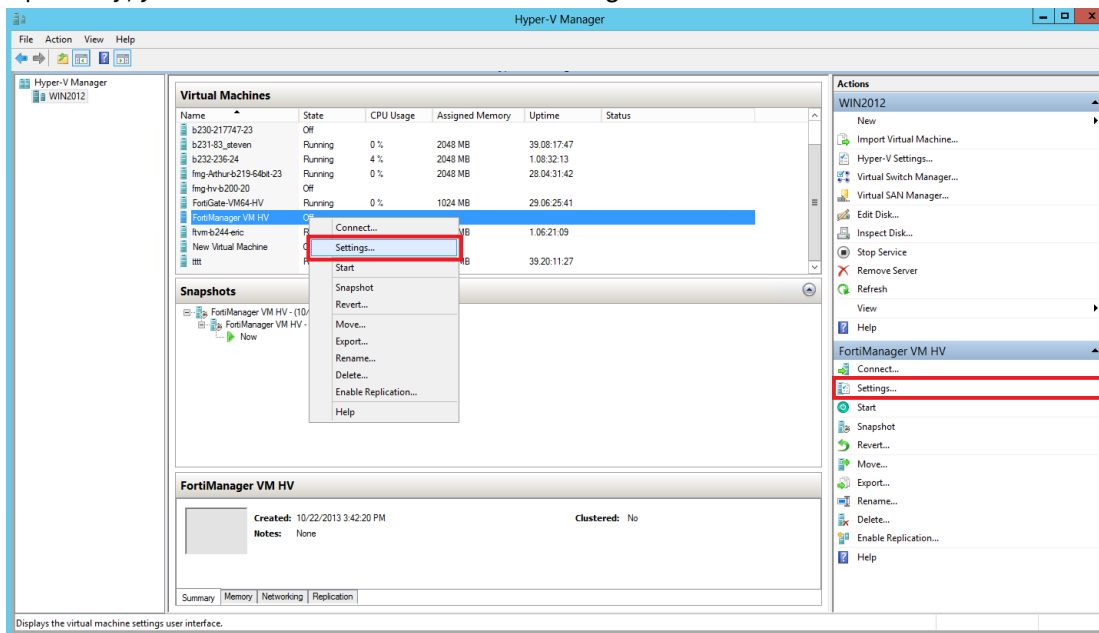 Hyper-V Manager
File Action View Help
Hyper-V Manager
WIN2012
Virtual Machines
Name State CPU Usage Assigned Memory Uptime Status
b230-217747-23 Off
b231-83_steven Running 0 % 2048 MB 39.08:17:47
b232-236-24 Running 4 % 2048 MB 1.08:32:13
fmg-Arthur-b219-64bit-23 Running 0 % 2048 MB 28.04:31:42
fmg-hv-b200-20 Off
FortiGate-VM64-HV Running 0 % 1024 MB 29.06:25:41
FortiManager VM HV
ftvm-b244-eric MB 1.06:21:09
New Virtual Machine
tttt MB 39.20:11:27
Connect...
Settings...
Start
Snapshot
Revert...
Move...
Export...
Rename...
Delete...
Enable Replication...
Help
Snapshots
FortiManager VM HV - (10/
FortiManager VM HV -
Now
FortiManager VM HV
Created: 10/22/2013 3:42:20 PM Clustered: No
Notes: None
Summary Memory Networking Replication
Actions
WIN2012
New
Import Virtual Machine...
Hyper-V Settings...
Virtual Switch Manager...
Virtual SAN Manager...
Edit Disk...
Inspect Disk...
Stop Service
Remove Server
Refresh
View
Help
FortiManager VM HV
Connect...
Settings...
Start
Snapshot
Revert...
Move...
Export...
Rename...
Delete...
Enable Replication...
Help
Displays the virtual machine settings user interface.